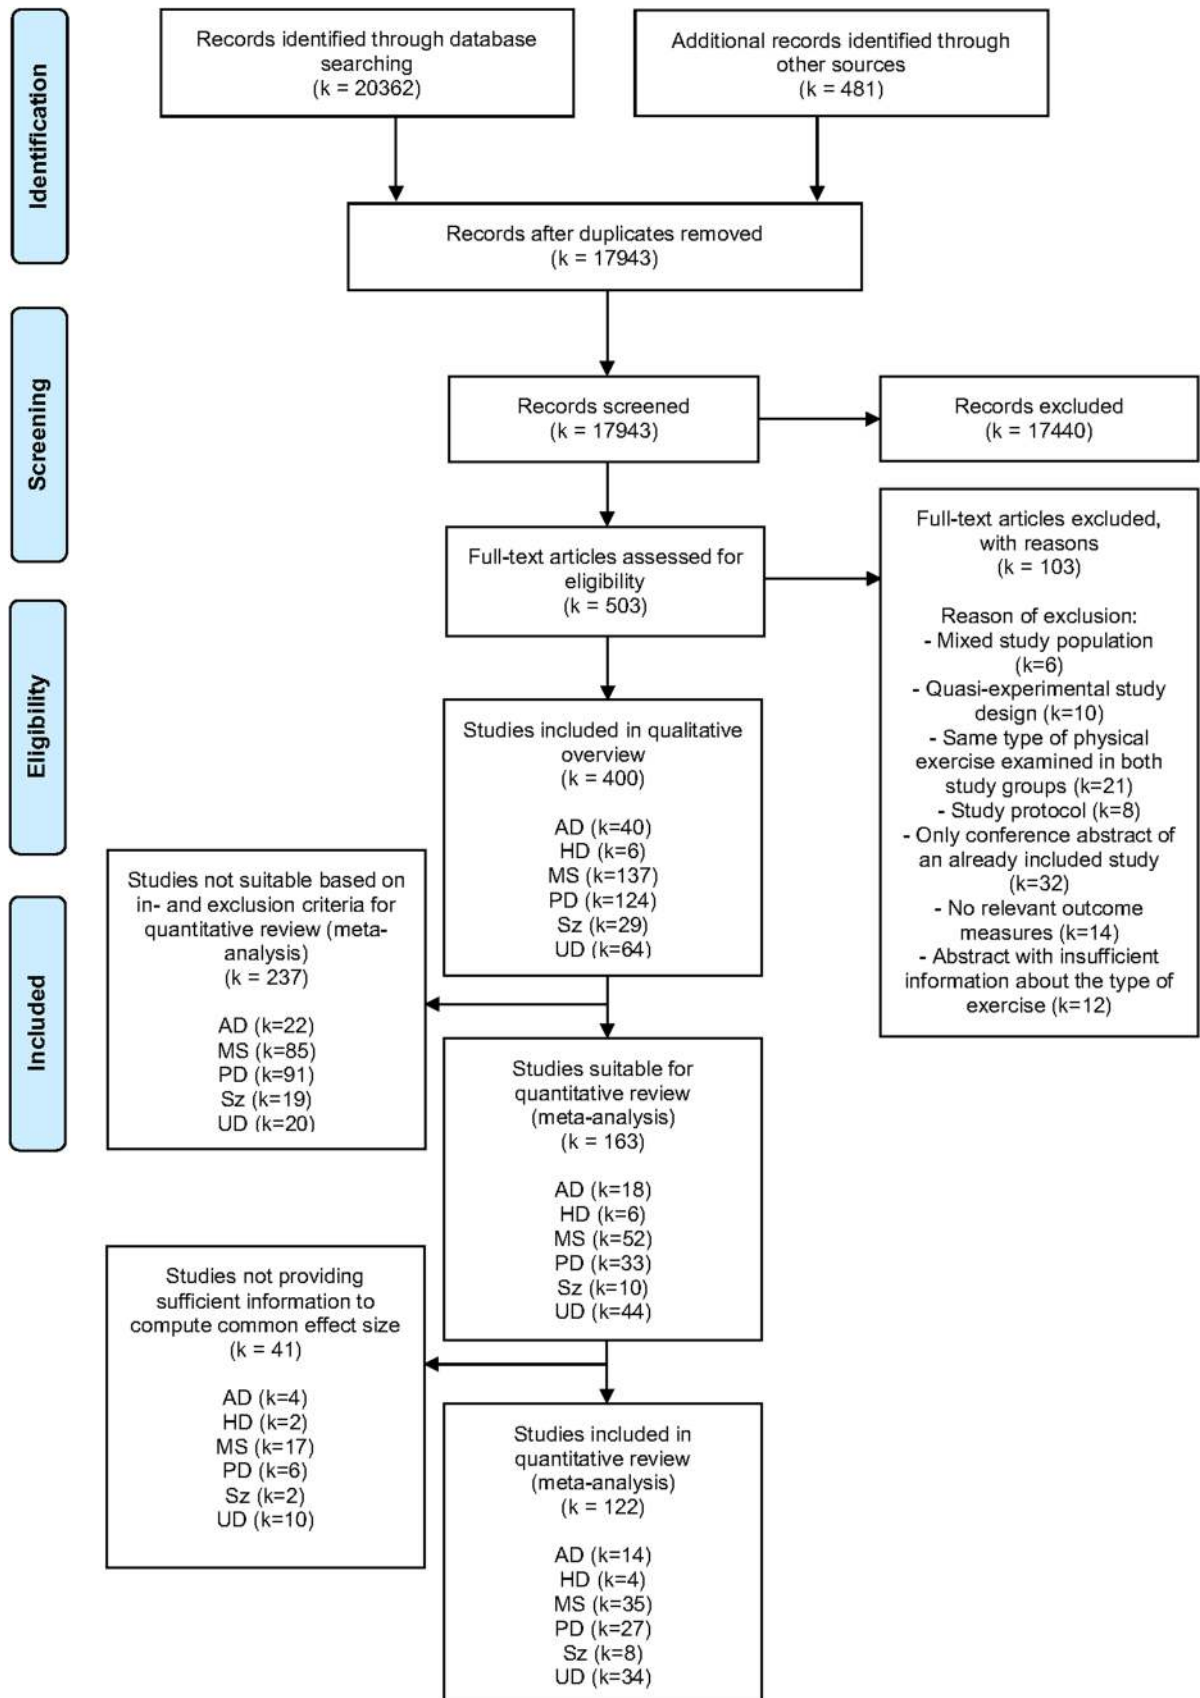 Identification
Records identified through database
searching
(k = 20362)
Additional records identified through
other sources
(k = 481)
Records after duplicates removed
(k = 17943)
Screening
Records screened
(k = 17943)
Records excluded
(k = 17440)
Full-text articles assessed for
eligibility
(k = 503)
Full-text articles excluded,
with reasons
(k = 103)
Reason of exclusion:
- Mixed study population
(k=6)
- Quasi-experimental study
design (k=10)
- Same type of physical
exercise examined in both
study groups (k=21)
- Study protocol (k=8)
- Only conference abstract of
an already included study
(k=32)
- No relevant outcome
measures (k=14)
- Abstract with insufficient
information about the type of
exercise (k=12)
Eligibility
Studies included in qualitative
overview
(k = 400)
AD (k=40)
HD (k=6)
MS (k=137)
PD (k=124)
Sz (k=29)
UD (k=64)
Included
Studies not suitable based on
in- and exclusion criteria for
quantitative review (meta-
analysis)
(k = 237)
AD (k=22)
MS (k=85)
PD (k=91)
Sz (k=19)
UD (k=20)
Studies suitable for
quantitative review
(meta-analysis)
(k = 163)
AD (k=18)
HD (k=6)
MS (k=52)
PD (k=33)
Sz (k=10)
UD (k=44)
Studies not providing
sufficient information to
compute common effect size
(k = 41)
AD (k=4)
HD (k=2)
MS (k=17)
PD (k=6)
Sz (k=2)
UD (k=10)
Studies included in
quantitative review
(meta-analysis)
(k = 122)
AD (k=14)
HD (k=4)
MS (k=35)
PD (k=27)
Sz (k=8)
UD (k=34)